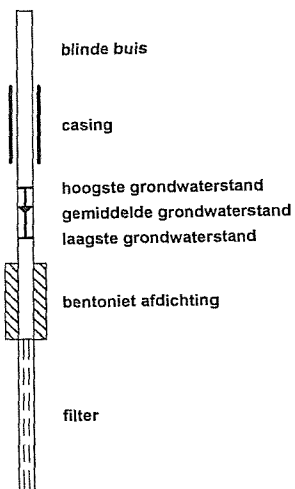 blinde buis
casing
hoogste grondwaterstand
gemiddelde grondwaterstand
laagste grondwaterstand
bentoniet afdichting
filter